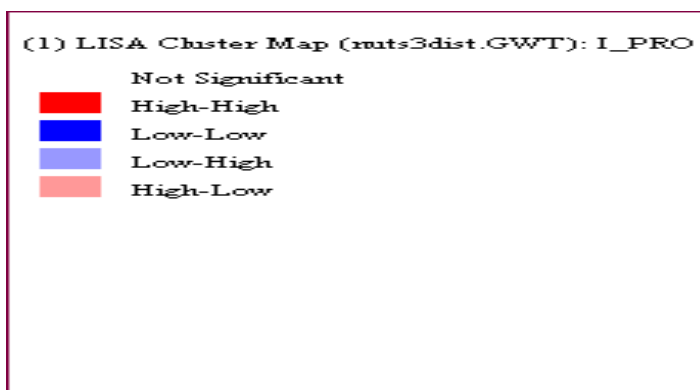 (1) LISA Cluster Map (nuts3dist.GWT): I_PRO
Not Significant
High-High
Low-Low
Low-High
High-Low